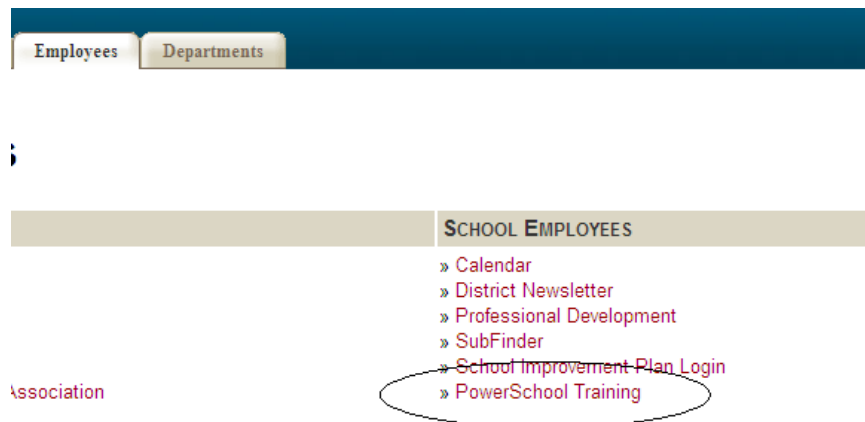 Employees Departments
s
SCHOOL EMPLOYEES
» Calendar
» District Newsletter
» Professional Development
» SubFinder
» School Improvement Plan Login
Association » PowerSchool Training